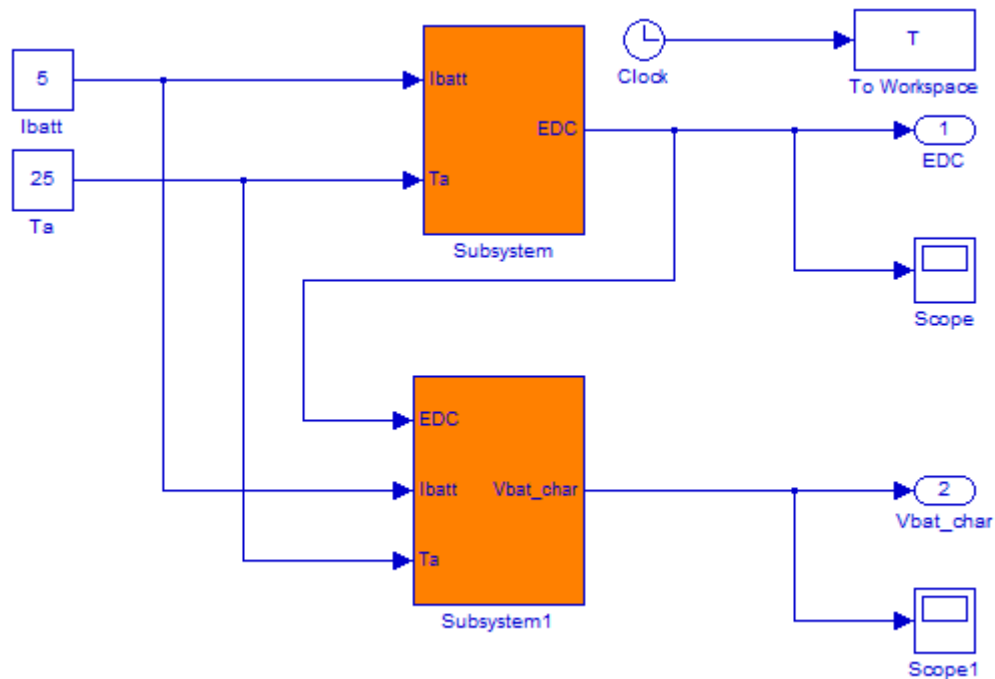 5
Ibatt
25
Ta
Ibatt
Ta
EDC
Subsystem
Clock
T
To Workspace
1
EDC
Scope
EDC
Ibatt
Ta
Vbat_char
Subsystem1
2
Vbat_char
Scope1